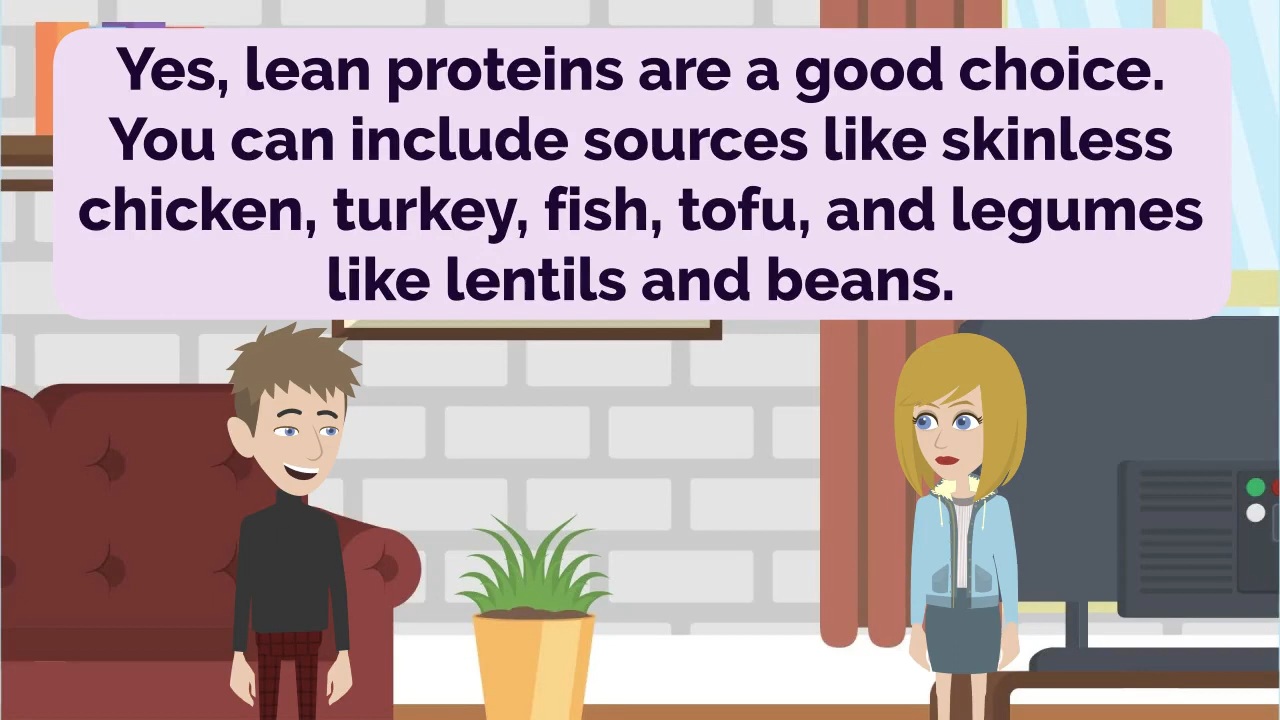 Yes, lean proteins are a good choice.
You can include sources like skinless
chicken, turkey, fish, tofu, and legumes
like lentils and beans.